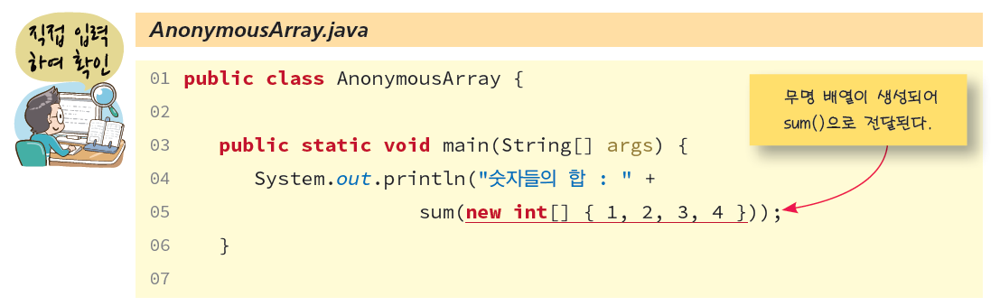 직접 입력
하여 확인
AnonymousArray.java
01 public class AnonymousArray {
02
03 public static void main(String[] args) {
04 System.out.println("숫자들의 합 : " +
05 sum(new int[] { 1, 2, 3, 4 }));
06 }
07
무명 배열이 생성되어
sum()으로 전달된다.